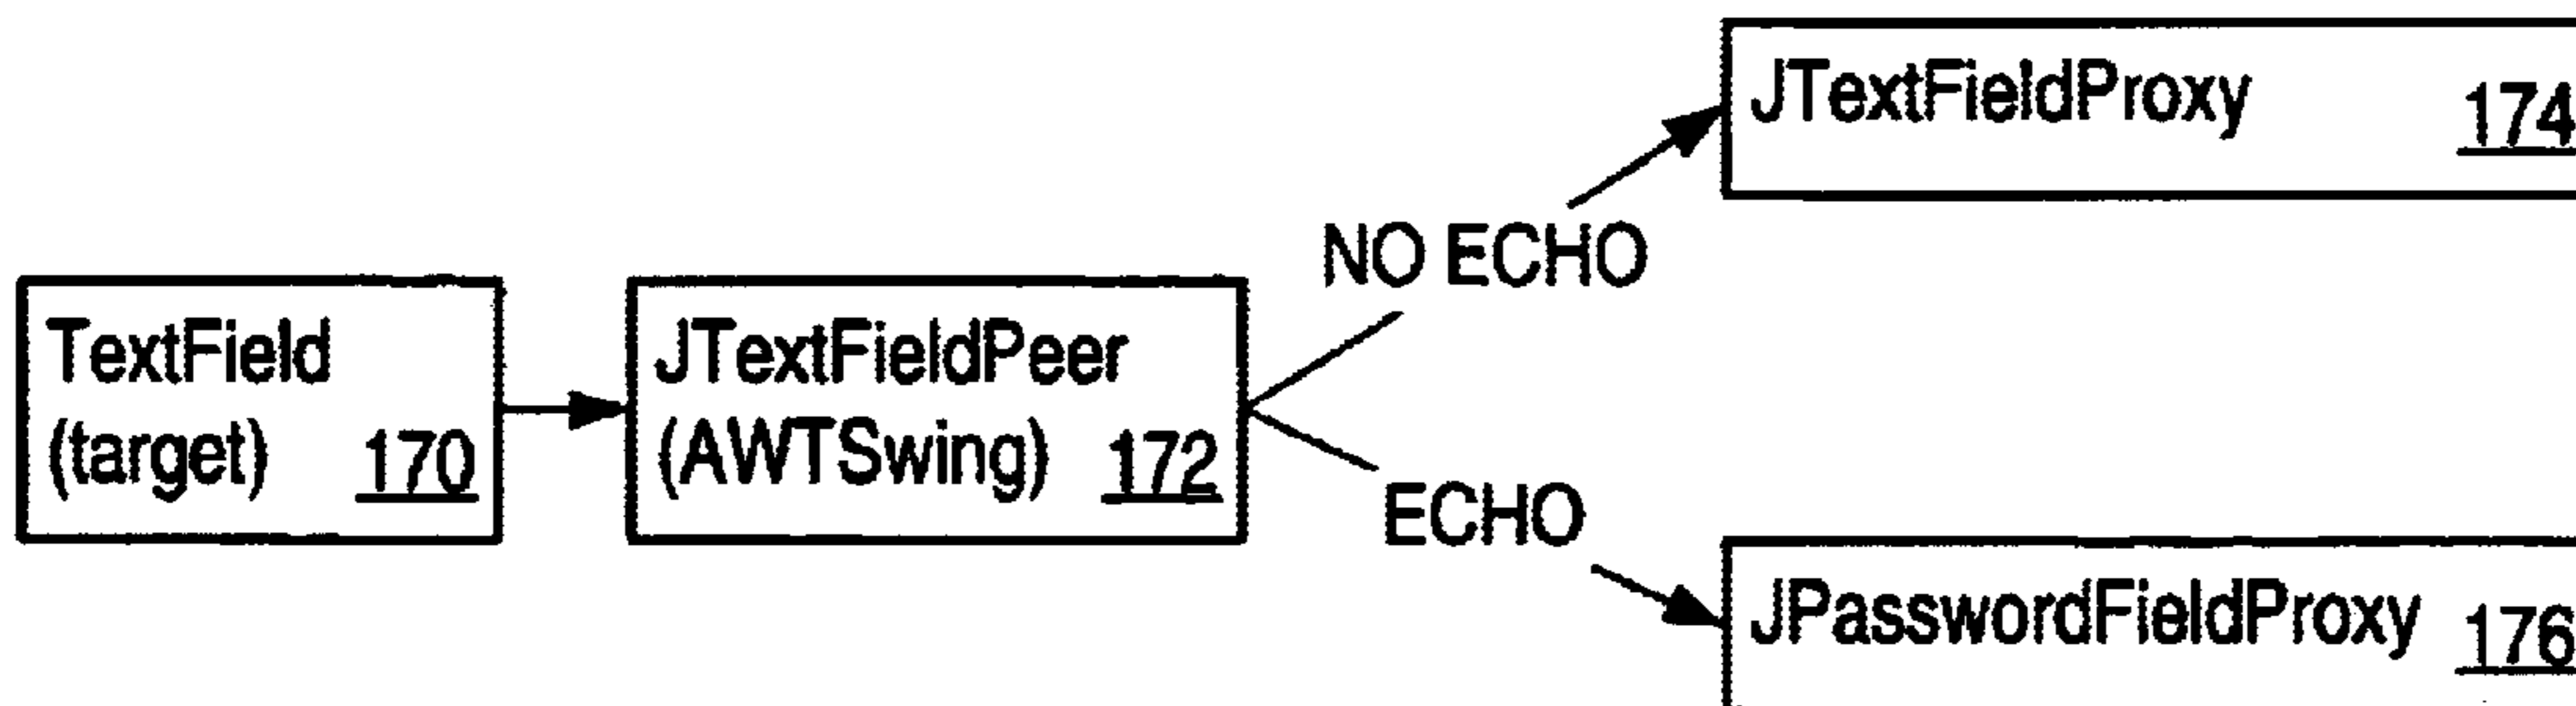 JTextFieldProxy 174
NO ECHO
TextField
(target) 170
JTextFieldPeer
(AWTSwing) 172
ECHO
JPasswordFieldProxy 176